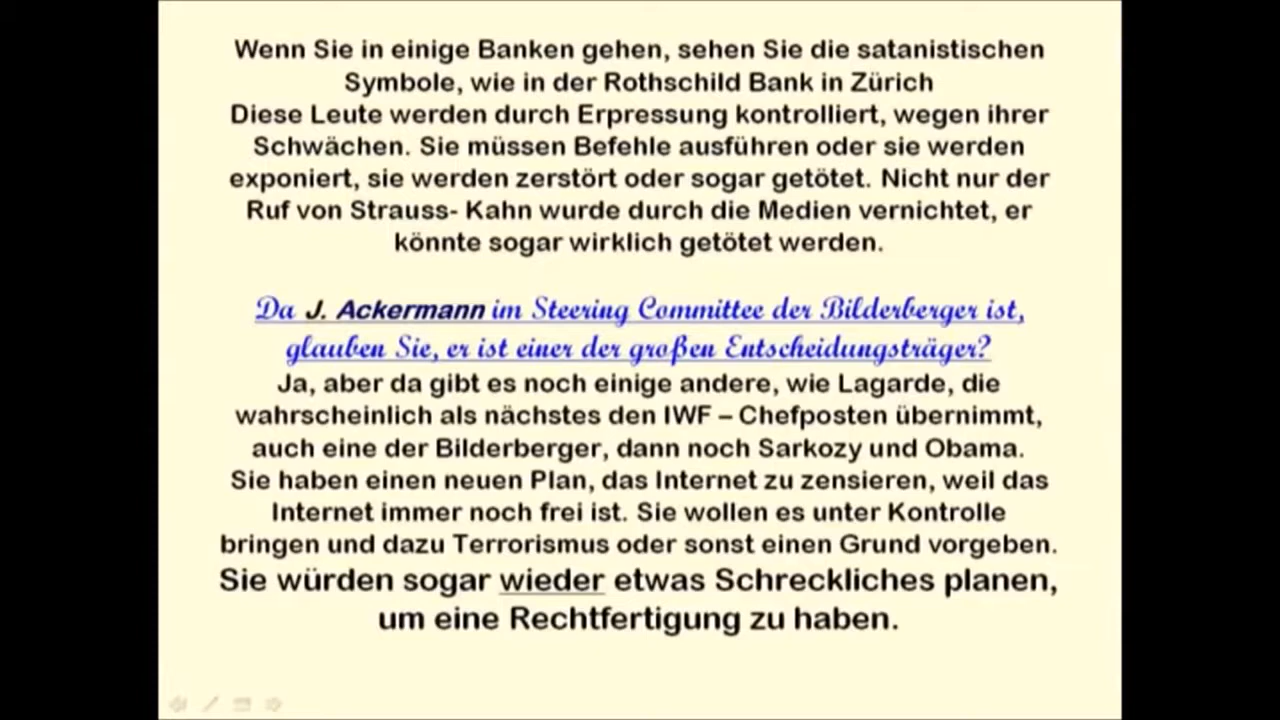 Wenn Sie in einige Banken gehen, sehen Sie die satanistischen
Symbole, wie in der Rothschild Bank in Zürich
Diese Leute werden durch Erpressung kontrolliert, wegen ihrer
Schwächen. Sie müssen Befehle ausführen oder sie werden
exponiert, sie werden zerstört oder sogar getötet. Nicht nur der
Ruf von Strauss- Kahn wurde durch die Medien vernichtet, er
könnte sogar wirklich getötet werden.
Da J. Ackermann im Steering Committee der Bilderberger ist,
glauben Sie, er ist einer der großen Entscheidungsträger?
Ja, aber da gibt es noch einige andere, wie Lagarde, die
wahrscheinlich als nächstes den IWF – Chefposten übernimmt,
auch eine der Bilderberger, dann noch Sarkozy und Obama.
Sie haben einen neuen Plan, das Internet zu zensieren, weil das
Internet immer noch frei ist. Sie wollen es unter Kontrolle
bringen und dazu Terrorismus oder sonst einen Grund vorgeben.
Sie würden sogar wieder etwas Schreckliches planen,
um eine Rechtfertigung zu haben.